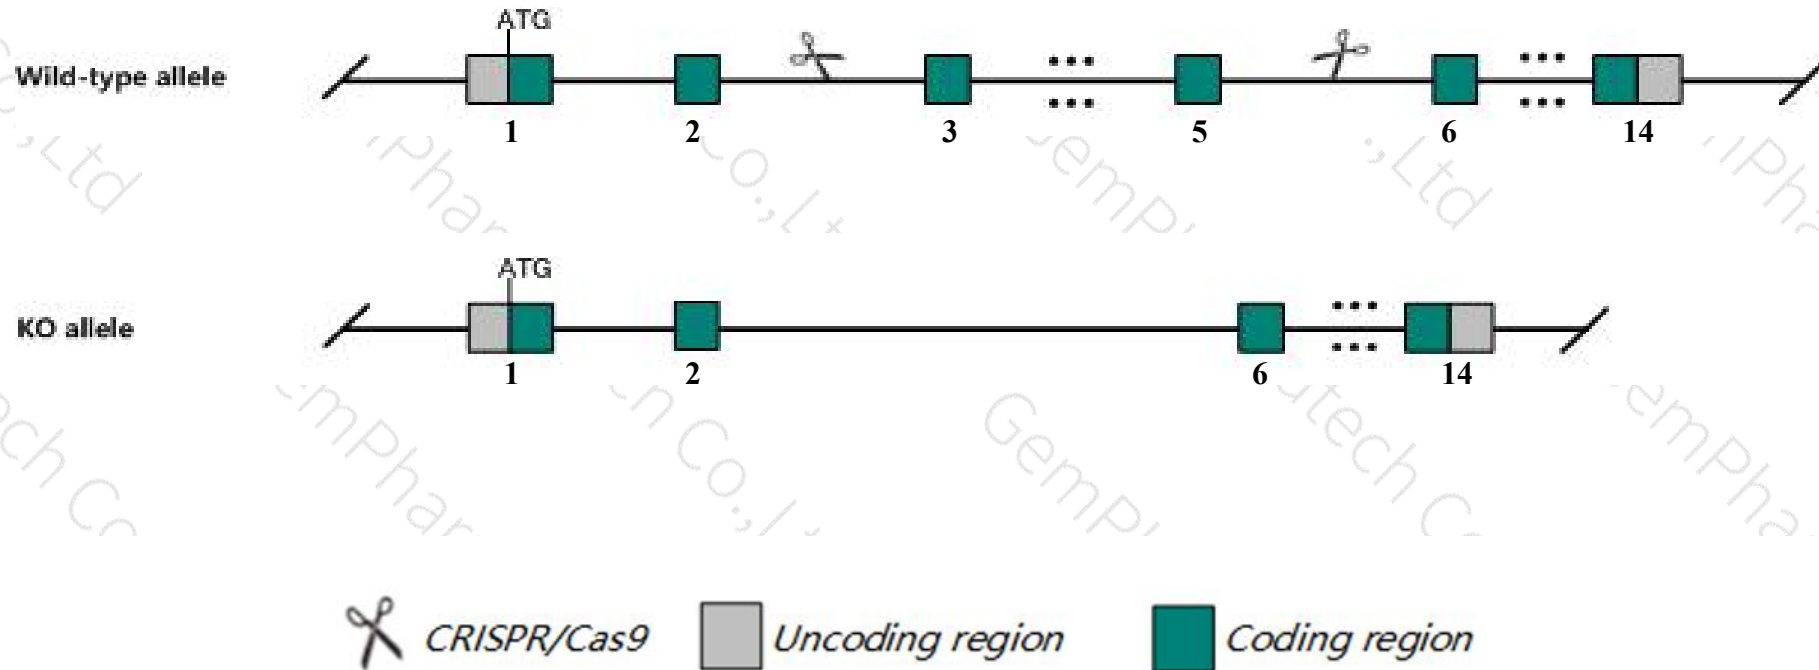 ATG
Wild-type allele
1 2 3 5 6 14
ATG
KO allele
1 2 6 14
CRISPR/Cas9 Uncoding region Coding region